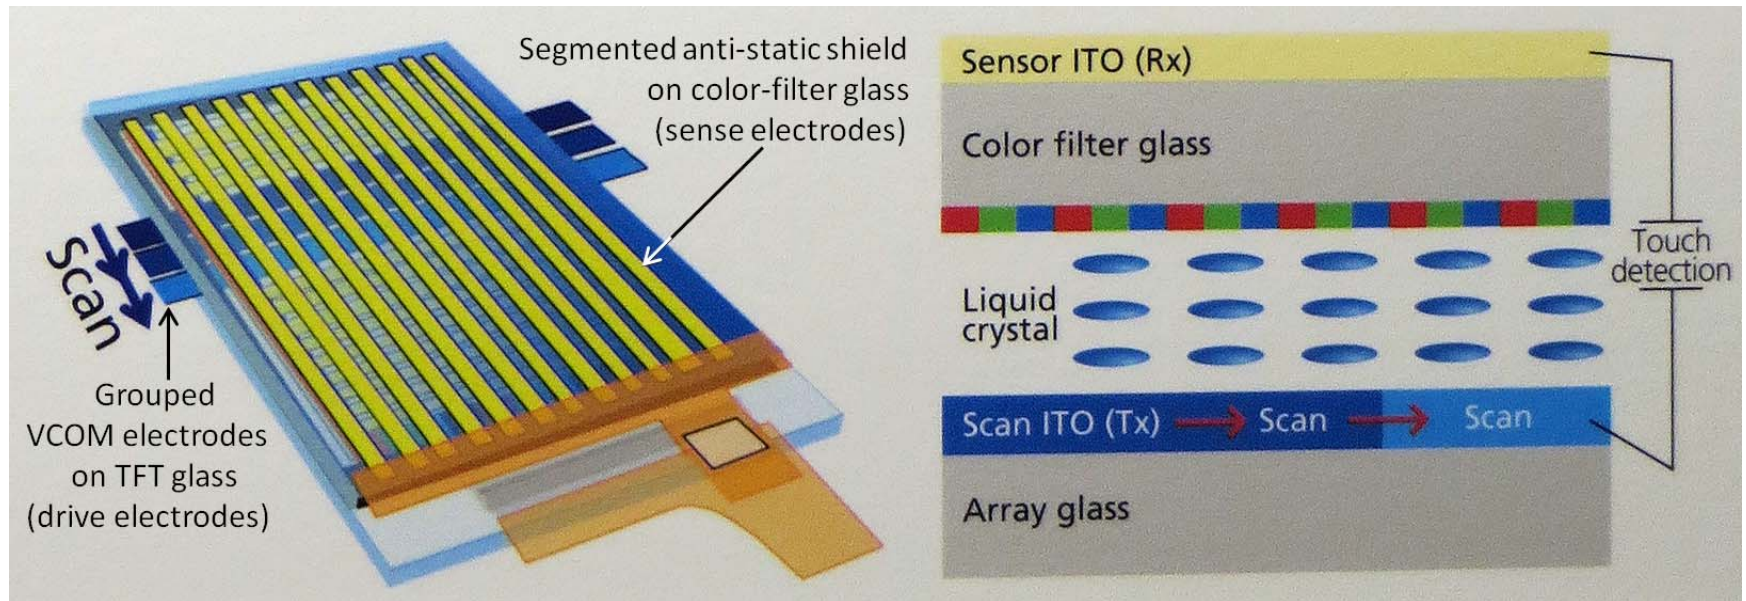 Segmented anti-static shield
on color-filter glass
(sense electrodes)
Scan
Grouped
VCOM electrodes
on TFT glass
(drive electrodes)
Sensor ITO (Rx)
Color filter glass
Touch
detection
Liquid
crystal
Scan ITO (Tx) Scan Scan
Array glass